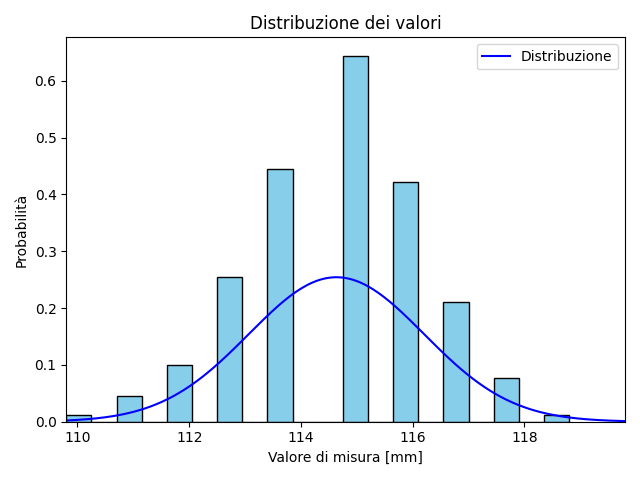 Distribuzione dei valori
Distribuzione
Probabilità
0.6
0.5
0.4
0.3
0.2
0.1
0.0
110 112 114 116 118
Valore di misura [mm]